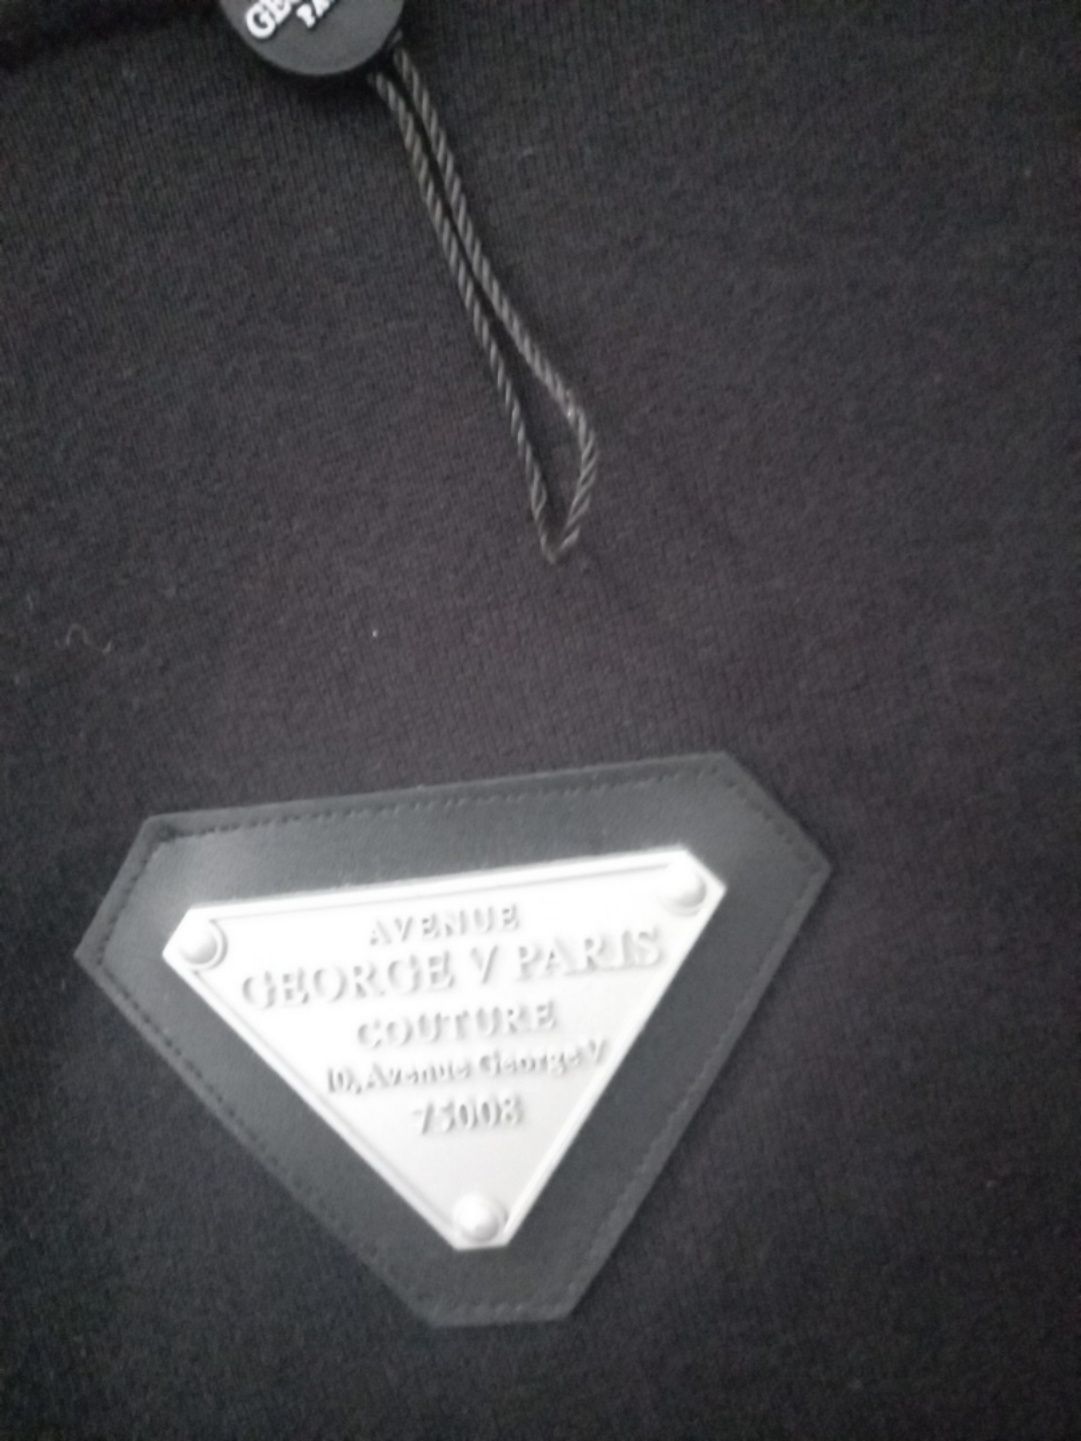 AVENUE
GEORGE V PARIS
COUTURE
10, Avenue George V
75008